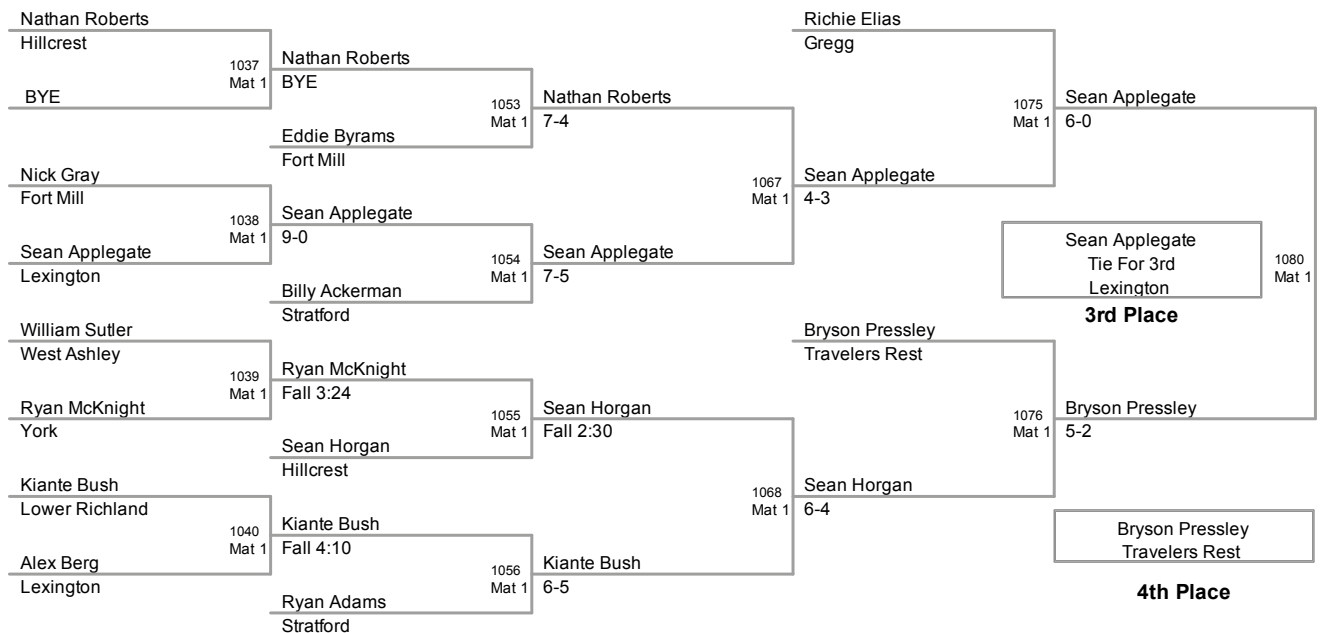 Nathan Roberts
Hillcrest
1037
Mat 1
BYE
Nathan Roberts
BYE
1053
Mat 1
Eddie Byrams
Fort Mill
Nathan Roberts
7-4
Nick Gray
Fort Mill
1038
Mat 1
Sean Applegate
Lexington
Sean Applegate
9-0
1054
Mat 1
Billy Ackerman
Stratford
Sean Applegate
7-5
1067
Mat 1
Sean Applegate
4-3
Richie Elias
Gregg
1075
Mat 1
Sean Applegate
6-0
William Sutler
West Ashley
1039
Mat 1
Ryan McKnight
York
Ryan McKnight
Fall 3:24
1055
Mat 1
Sean Horgan
Hillcrest
Sean Horgan
Fall 2:30
Kiante Bush
Lower Richland
1040
Mat 1
Alex Berg
Lexington
Kiante Bush
Fall 4:10
1056
Mat 1
Ryan Adams
Stratford
Kiante Bush
6-5
1068
Mat 1
Sean Horgan
6-4
Bryson Pressley
Travelers Rest
1076
Mat 1
Bryson Pressley
5-2
1080
Mat 1
Sean Applegate
Tie For 3rd
Lexington
3rd Place
Bryson Pressley
Travelers Rest
4th Place